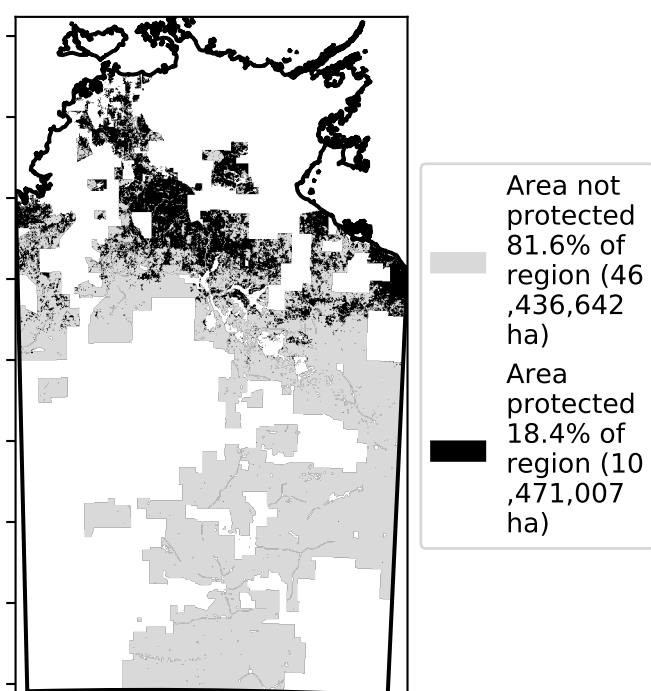 Area not
protected
81.6% of
region (46
,436,642
ha)
Area
protected
18.4% of
region (10
,471,007
ha)